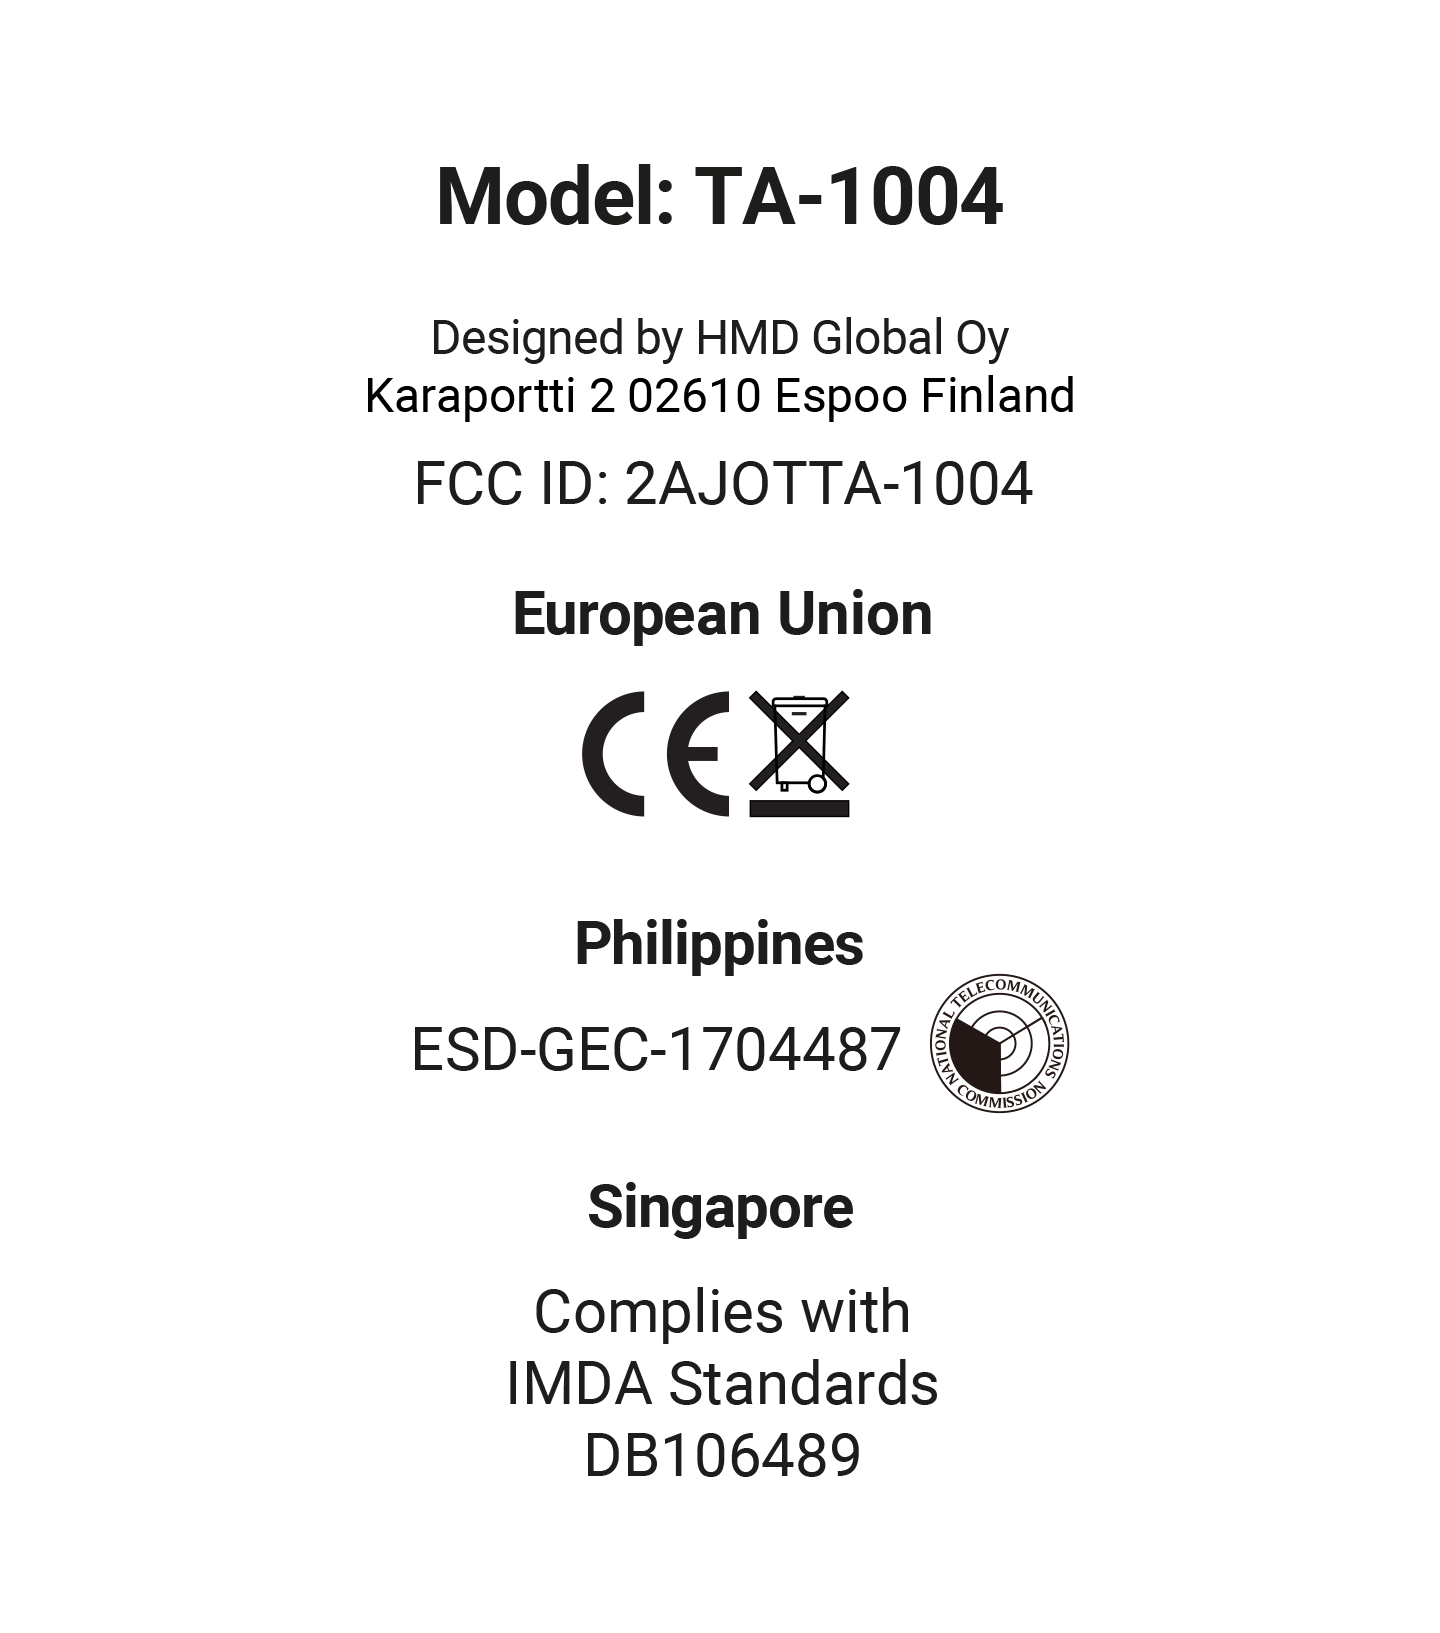 Model: TA-1004
Designed by HMD Global Oy
Karaportti 2 02610 Espoo Finland
FCC ID: 2AJOTTA-1004
European Union
CE
Philippines
ESD-GEC-1704487
NATIONAL TELECOMMUNICATIONS COMMISSION
Singapore
Complies with
IMDA Standards
DB106489